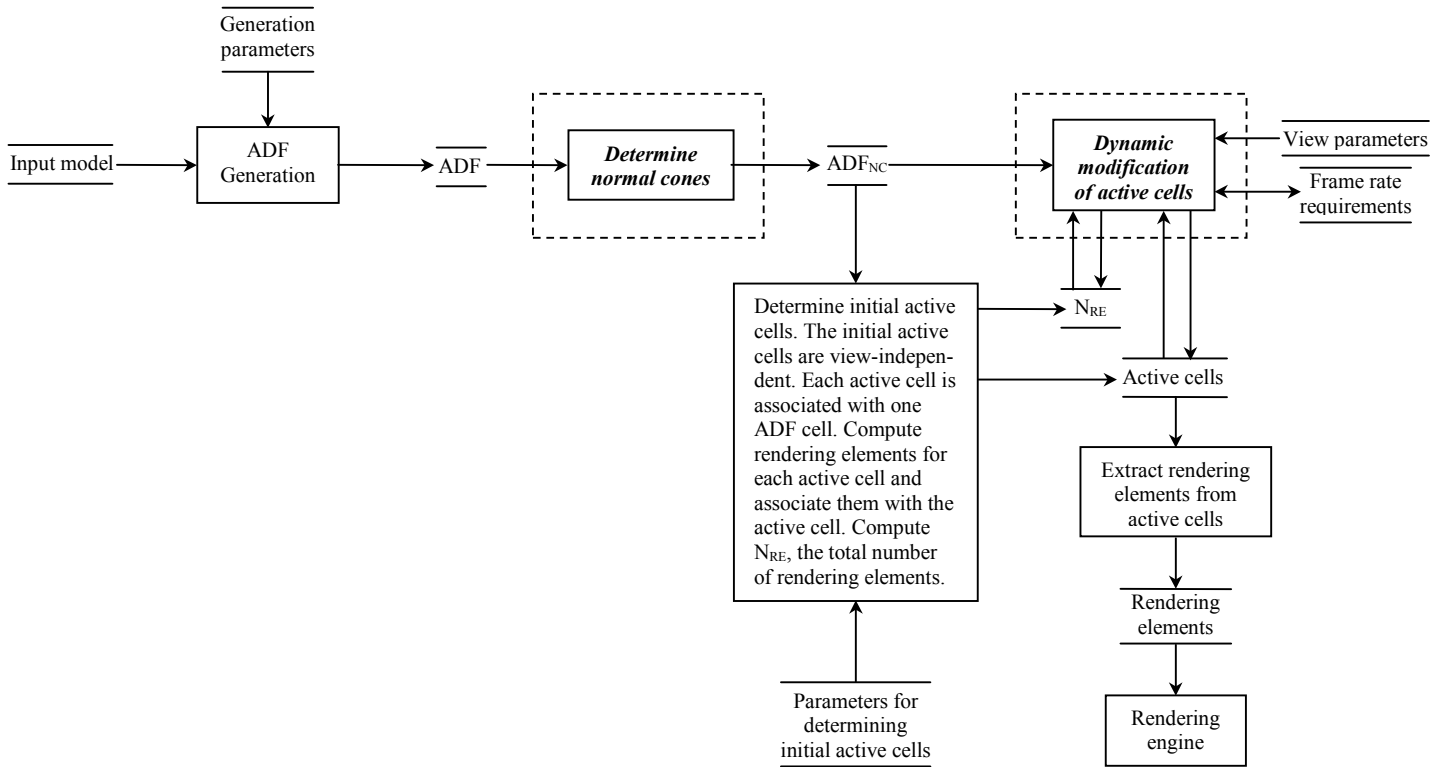 Generation
parameters
Input model
ADF
Generation
ADF
Determine
normal cones
ADFNC
Dynamic
modification
of active cells
View parameters
Frame rate
requirements
Determine initial active
cells. The initial active
cells are view-indepen-
dent. Each active cell is
associated with one
ADF cell. Compute
rendering elements for
each active cell and
associate them with the
active cell. Compute
NRE, the total number
of rendering elements.
NRE
Active cells
Extract rendering
elements from
active cells
Rendering
elements
Parameters for
determining
initial active cells
Rendering
engine